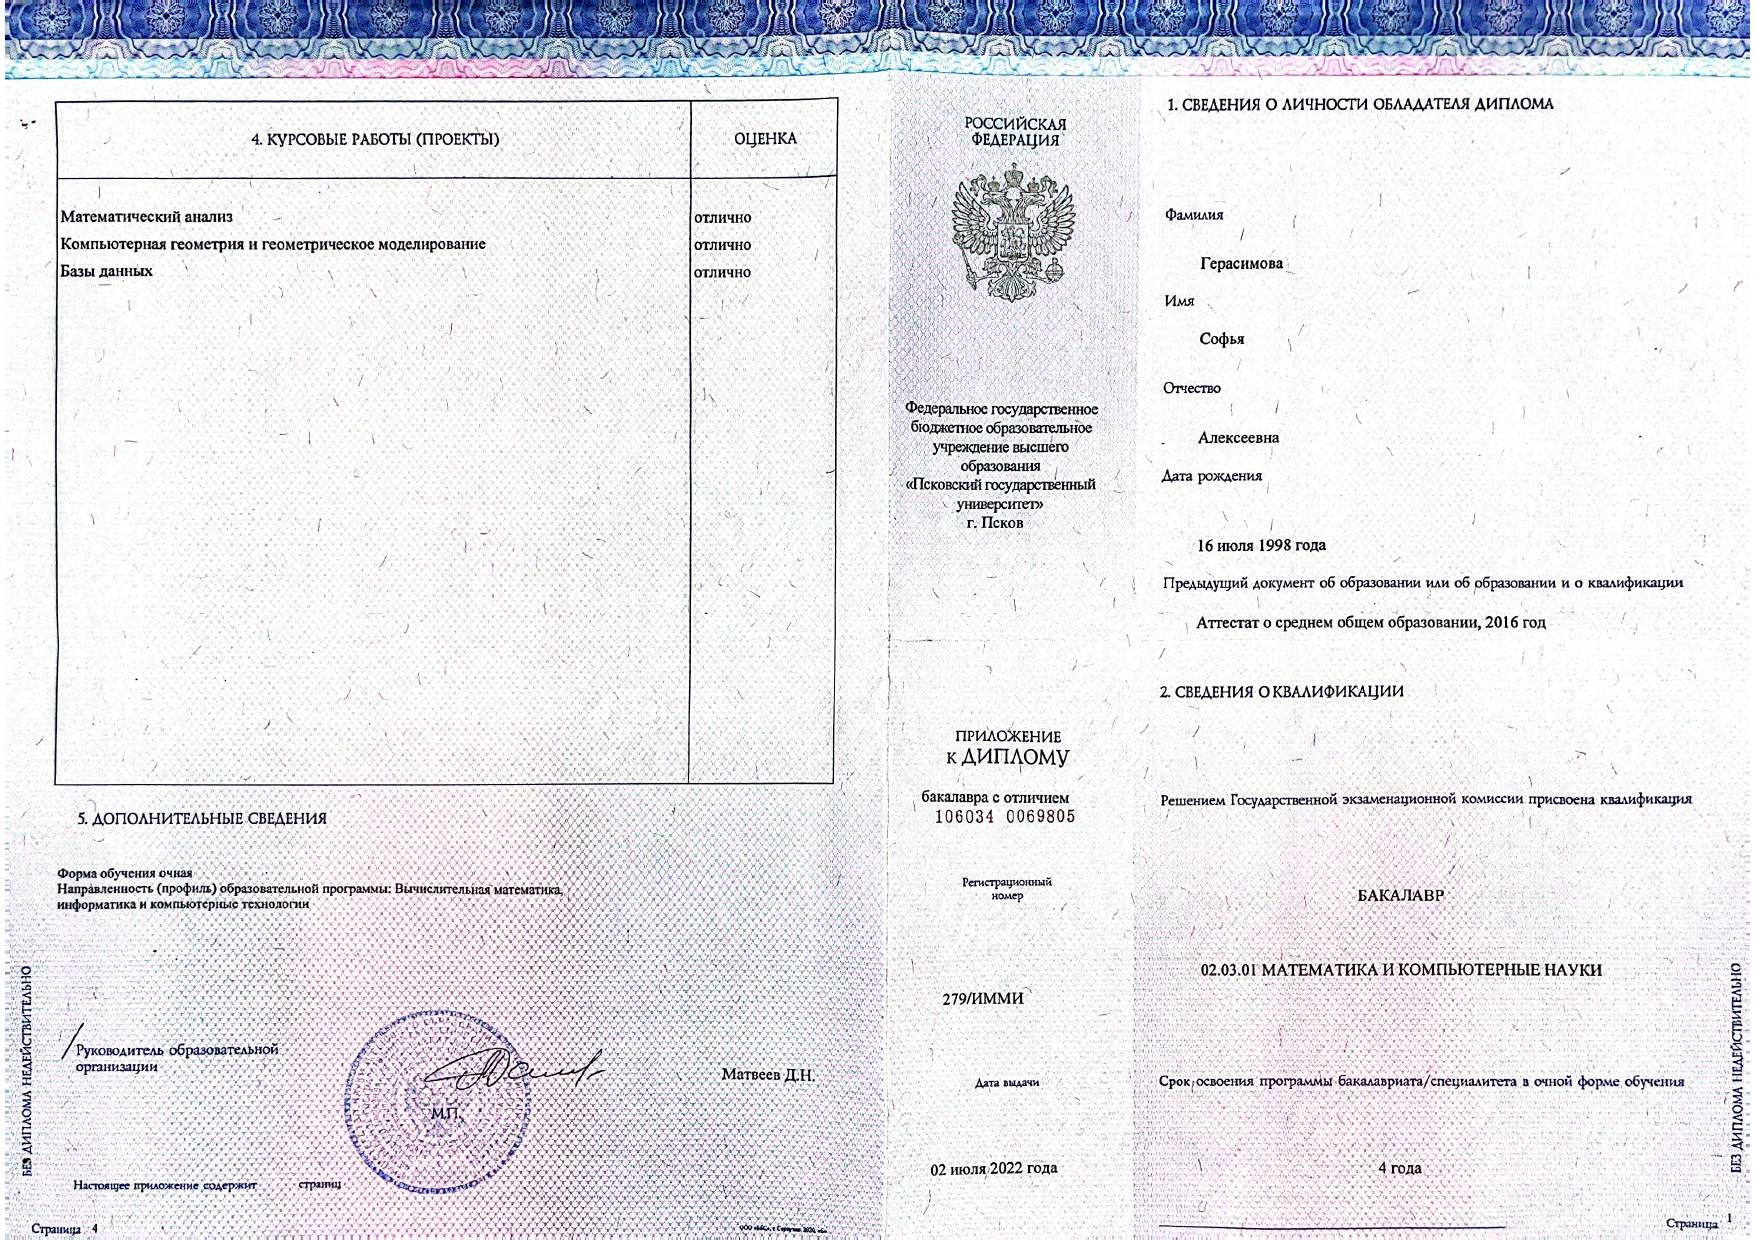 4. КУРСОВЫЕ РАБОТЫ (ПРОЕКТЫ) ОЦЕНКА
Математический анализ отлично
Компьютерная геометрия и геометрическое моделирование отлично
Базы данных отлично
5. ДОПОЛНИТЕЛЬНЫЕ СВЕДЕНИЯ
Форма обучения очная
Направленность (профиль) образовательной программы: Вычислительная математика,
информатика и компьютерные технологии
Руководитель образовательной
организации
Матвеев Д.Н.
М.П.
Настоящее приложение содержит страниц
Страница 4
БЕЗ ДИПЛОМА НЕДЕЙСТВИТЕЛЬНО
РОССИЙСКАЯ
ФЕДЕРАЦИЯ
Федеральное государственное
бюджетное образовательное
учреждение высшего
образования
«Псковский государственный
университет»
г. Псков
ПРИЛОЖЕНИЕ
к ДИПЛОМУ
бакалавра с отличием
106034 0069805
Регистрационный
номер
279/ИММИ
Дата выдачи
02 июля 2022 года
1. СВЕДЕНИЯ О ЛИЧНОСТИ ОБЛАДАТЕЛЯ ДИПЛОМА
Фамилия
Герасимова
Имя
Софья
Отчество
Алексеевна
Дата рождения
16 июля 1998 года
Предыдущий документ об образовании или об образовании и о квалификации
Аттестат о среднем общем образовании, 2016 год
2. СВЕДЕНИЯ О КВАЛИФИКАЦИИ
Решением Государственной экзаменационной комиссии присвоена квалификация
БАКАЛАВР
02.03.01 МАТЕМАТИКА И КОМПЬЮТЕРНЫЕ НАУКИ
Срок освоения программы бакалавриата/специалитета в очной форме обучения
4 года
Страница 1
БЕЗ ДИПЛОМА НЕДЕЙСТВИТЕЛЬНО